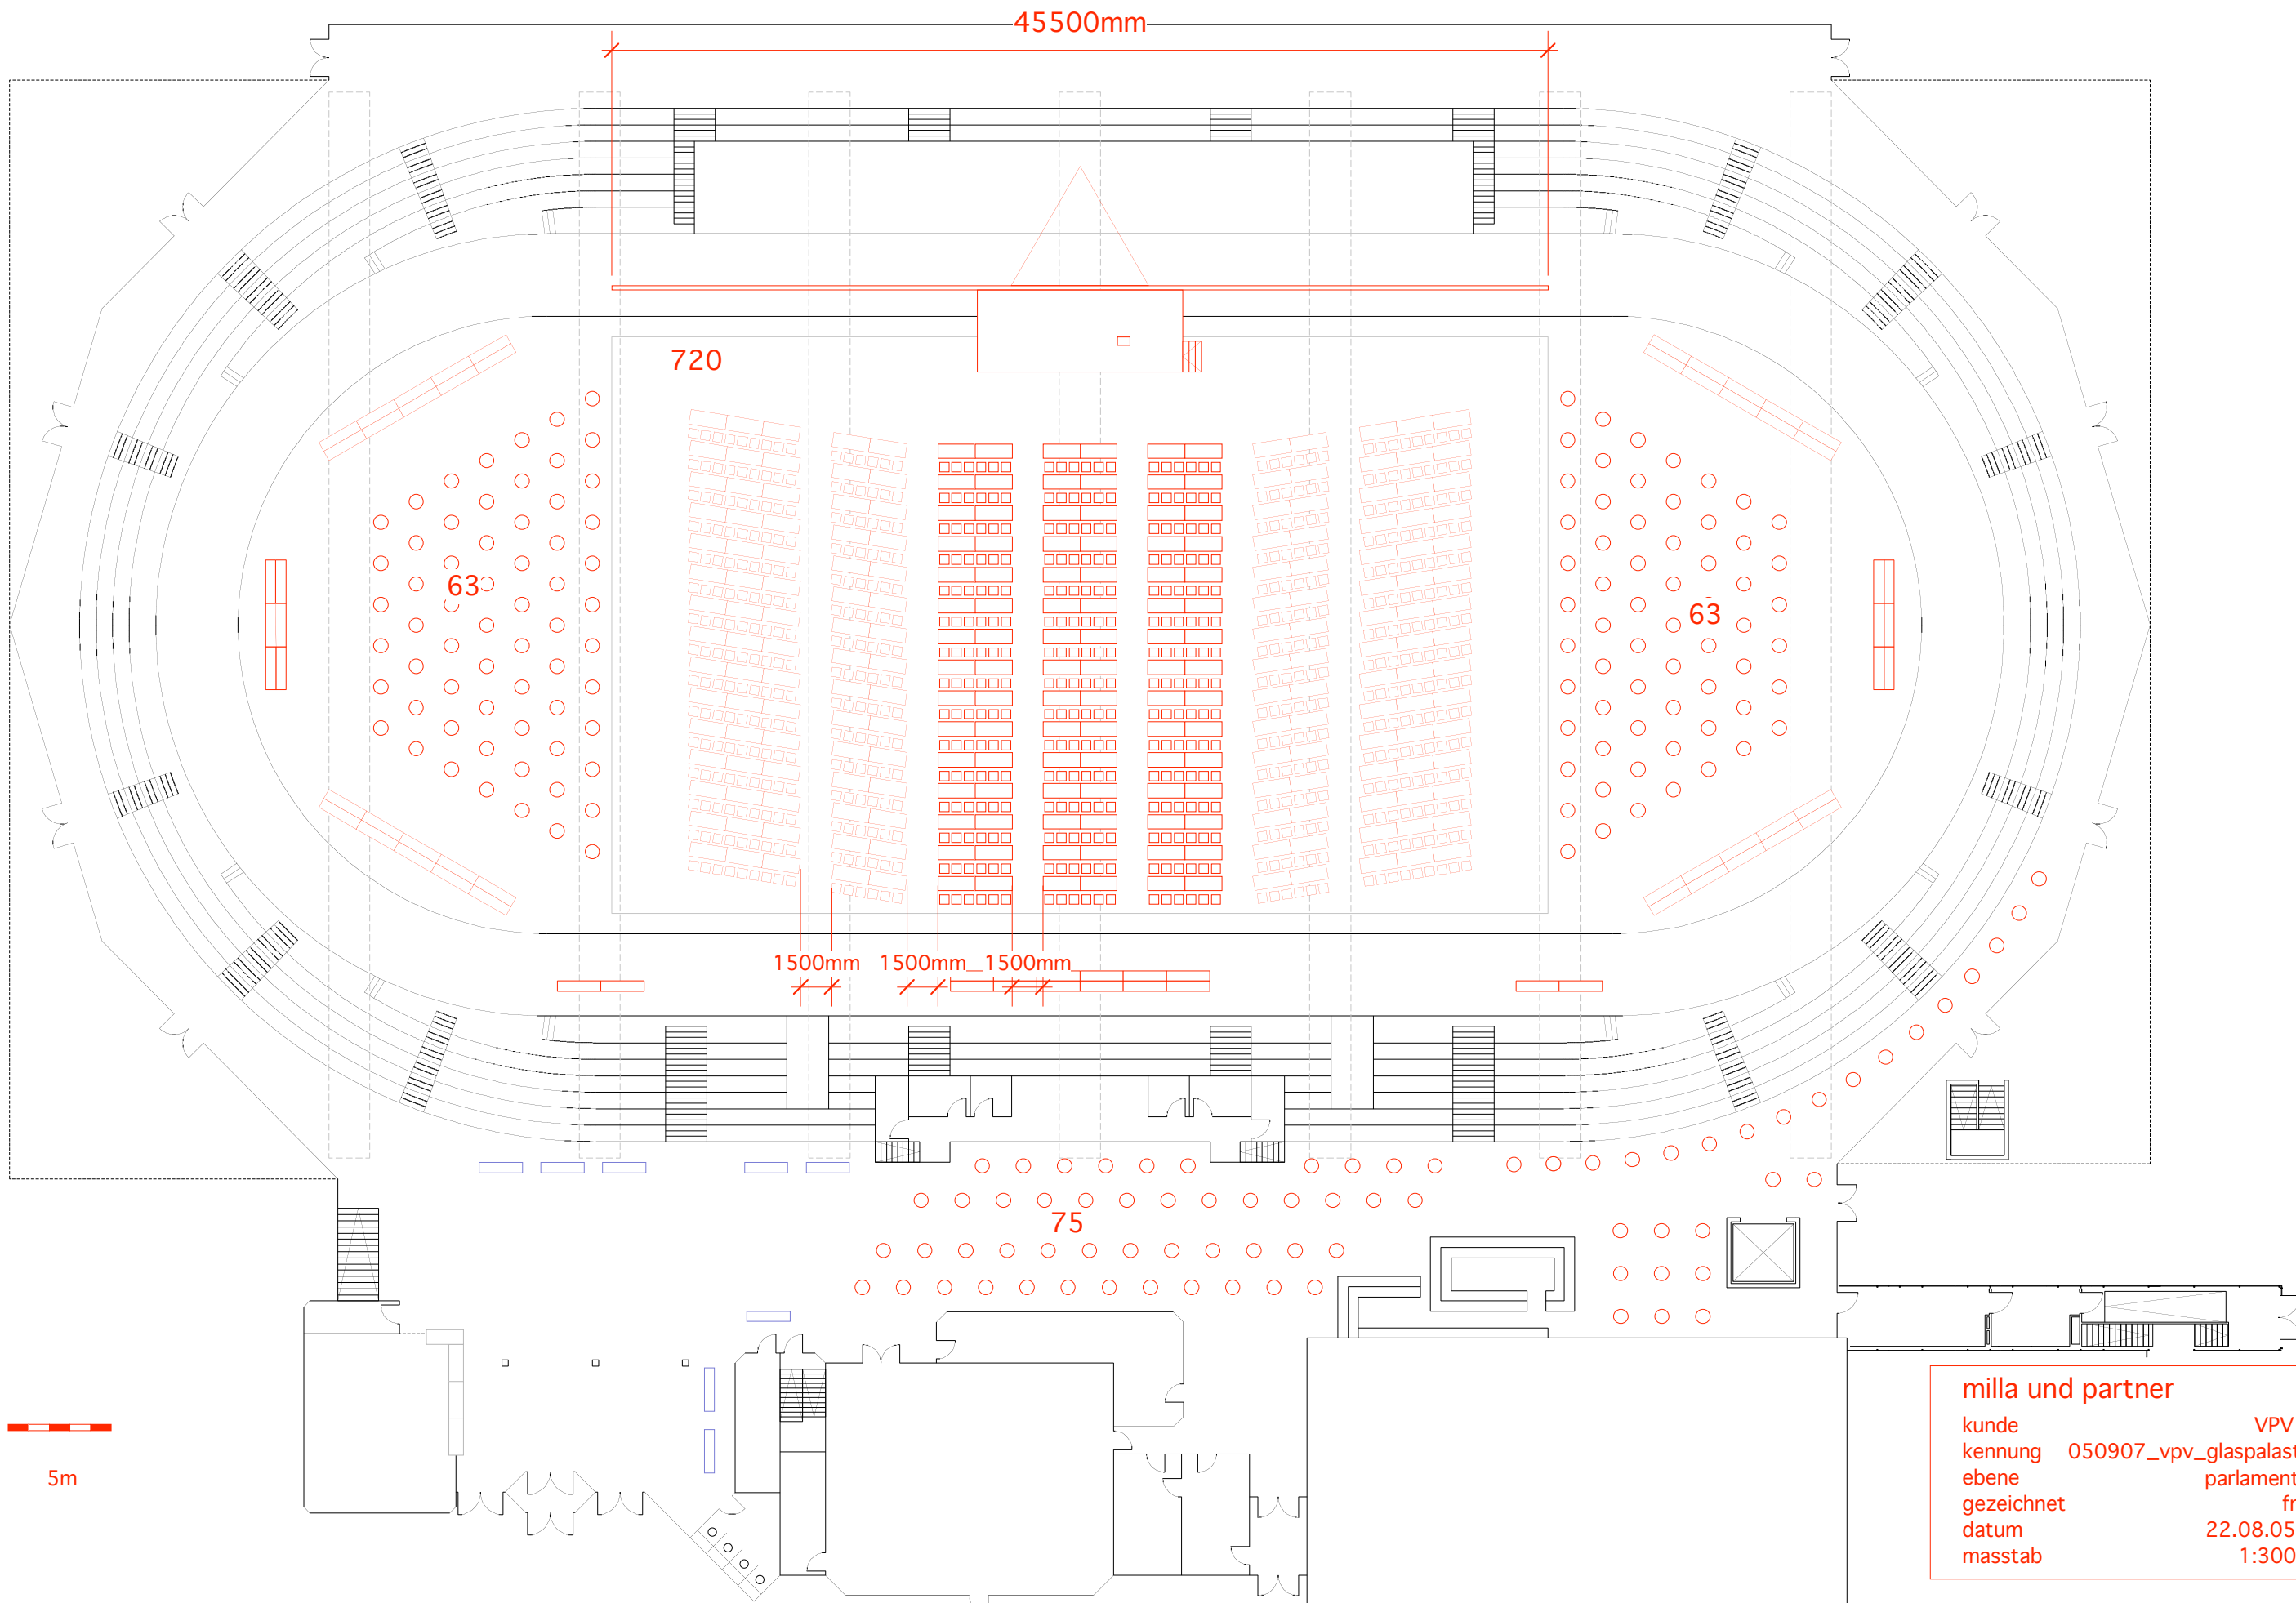 45500mm
720
63
63
1500mm
1500mm
1500mm
75
5m
milla und partner
kunde VPV
kennung 050907_vpv_glaspalast
ebene parlament
gezeichnet fr
datum 22.08.05
masstab 1:300